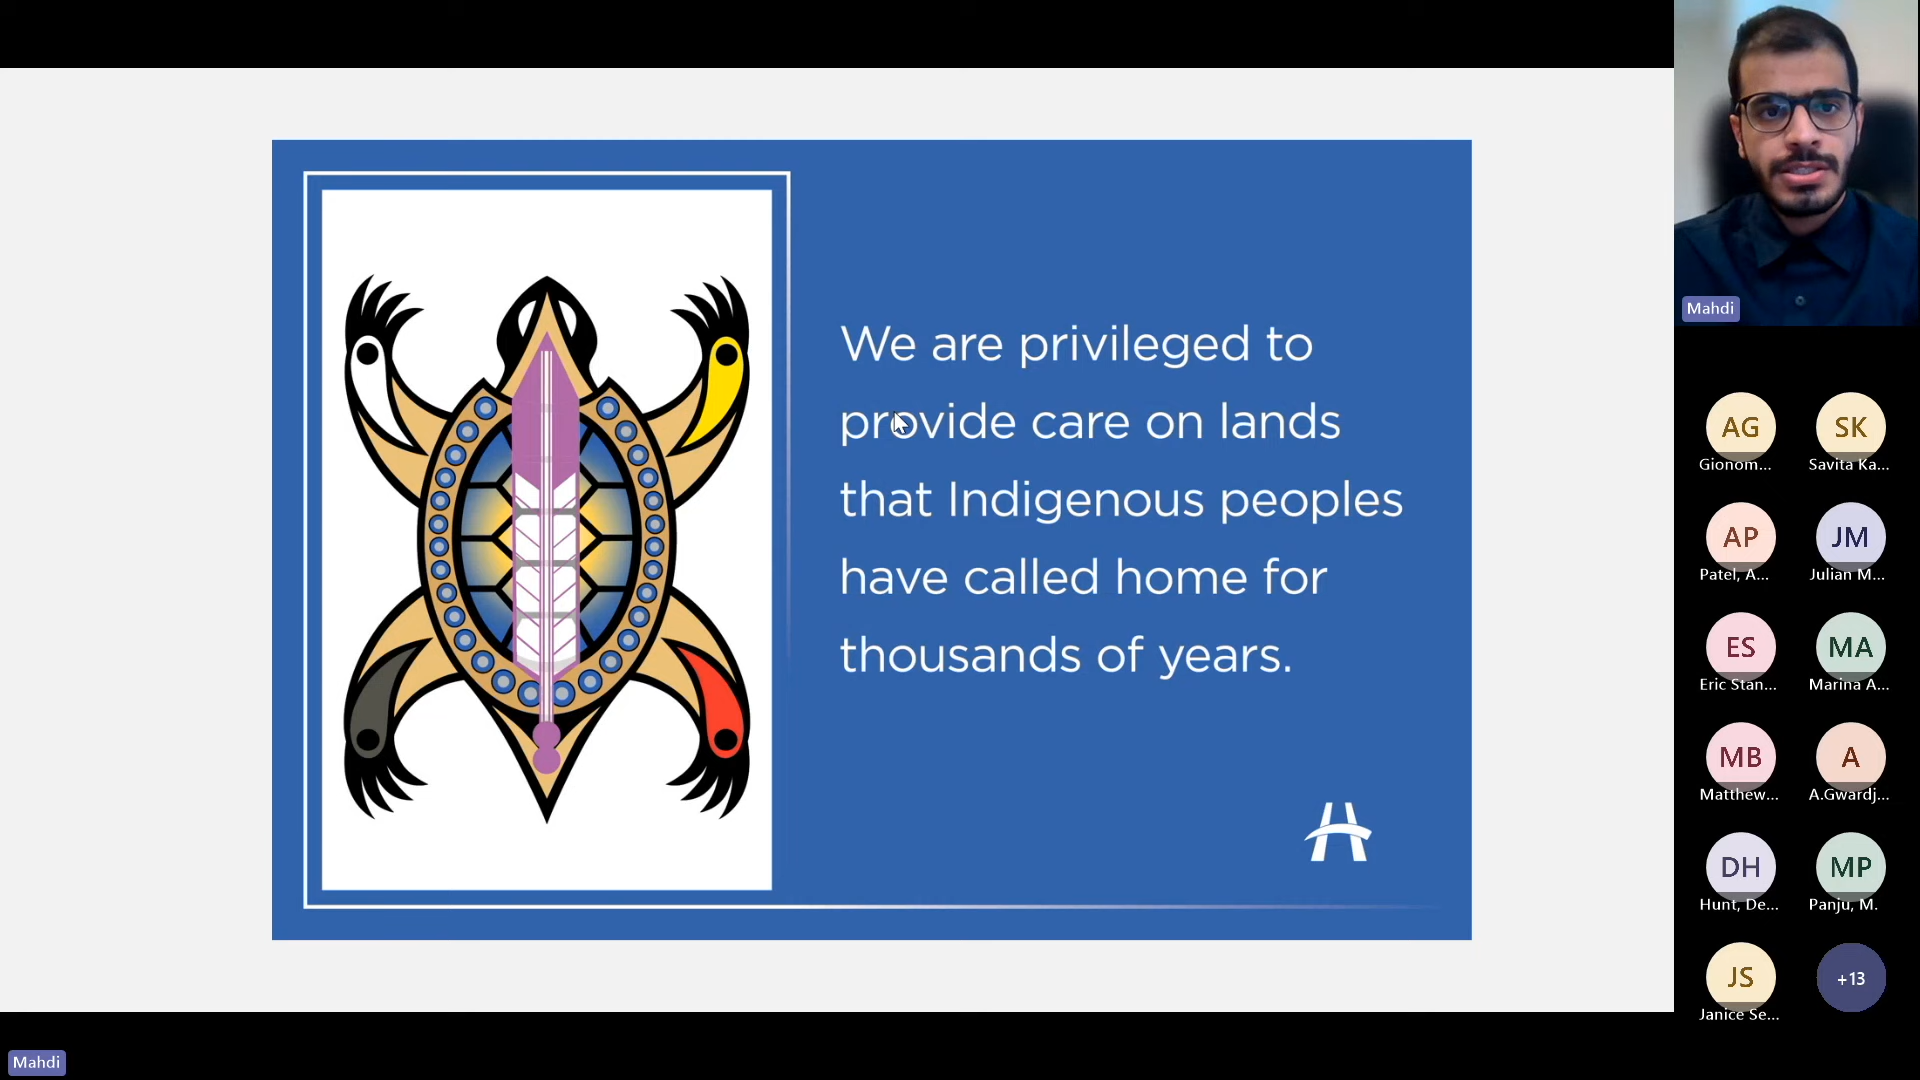 We are privileged to
provide care on lands
that Indigenous peoples
have called home for
thousands of years.
Mahdi
AG
Gionom...
SK
Savita Ka...
AP
Patel, A...
JM
Julian M...
ES
Eric Stan...
MA
Marina A...
MB
Matthew...
A
A.Gwardj...
DH
Hunt, De...
MP
Panju, M.
JS
Janice Se...
+13
Mahdi